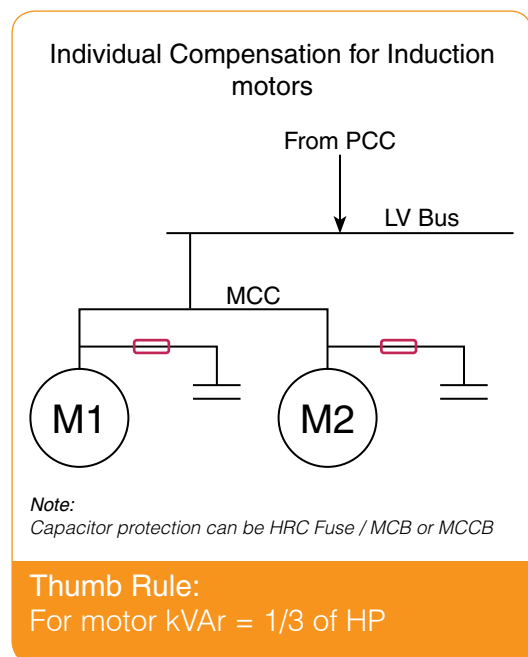 Individual Compensation for Induction
motors
From PCC
LV Bus
MCC
M1
M2
Note:
Capacitor protection can be HRC Fuse / MCB or MCCB
Thumb Rule:
For motor kVAr = 1/3 of HP